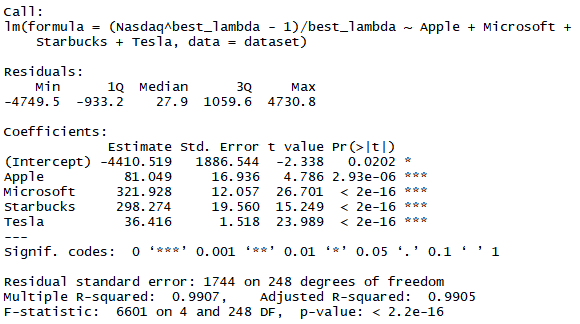 Call:
lm(formula = (Nasdaq^best_lambda - 1)/best_lambda ~ Apple + Microsoft +
    Starbucks + Tesla, data = dataset)

Residuals:
    Min      1Q  Median      3Q     Max
-4749.5  -933.2    27.9  1059.6  4730.8

Coefficients:
             Estimate Std. Error t value Pr(>|t|)
(Intercept) -4410.519   1886.544  -2.338   0.0202 *
Apple          81.049     16.936   4.786 2.93e-06 ***
Microsoft     321.928     12.057  26.701  < 2e-16 ***
Starbucks     298.274     19.560  15.249  < 2e-16 ***
Tesla          36.416      1.518  23.989  < 2e-16 ***
---
Signif. codes:  0 ‘***’ 0.001 ‘**’ 0.01 ‘*’ 0.05 ‘.’ 0.1 ‘ ’ 1

Residual standard error: 1744 on 248 degrees of freedom
Multiple R-squared:  0.9907,    Adjusted R-squared:  0.9905
F-statistic:  6601 on 4 and 248 DF,  p-value: < 2.2e-16